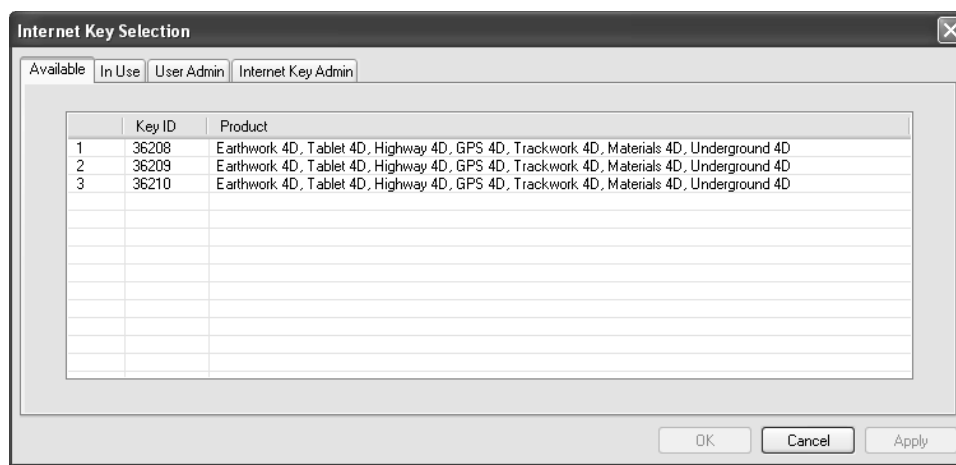 Internet Key Selection
Available In Use User Admin Internet Key Admin
Key ID Product
1 36208 Earthwork 4D, Tablet 4D, Highway 4D, GPS 4D, Trackwork 4D, Materials 4D, Underground 4D
2 36209 Earthwork 4D, Tablet 4D, Highway 4D, GPS 4D, Trackwork 4D, Materials 4D, Underground 4D
3 36210 Earthwork 4D, Tablet 4D, Highway 4D, GPS 4D, Trackwork 4D, Materials 4D, Underground 4D
OK Cancel Apply